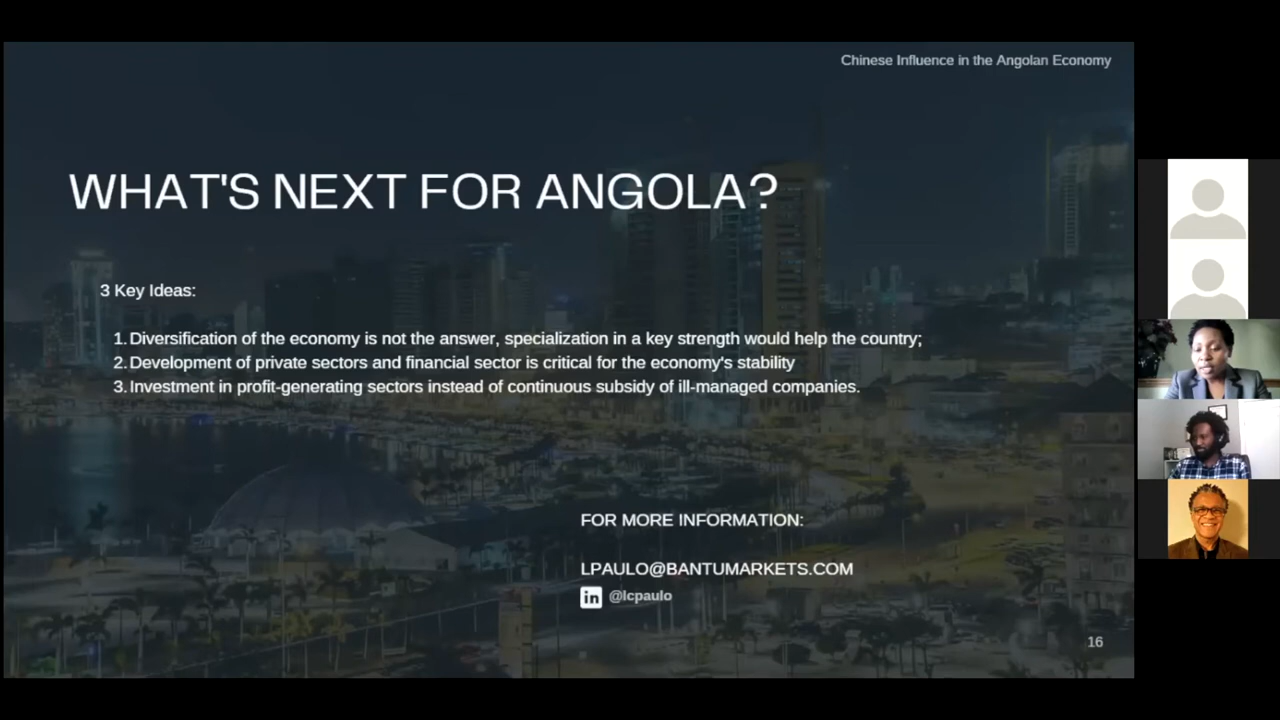 Chinese Influence in the Angolan Economy
WHAT'S NEXT FOR ANGOLA?
3 Key Ideas:
1. Diversification of the economy is not the answer, specialization in a key strength would help the country;
2. Development of private sectors and financial sector is critical for the economy's stability
3. Investment in profit-generating sectors instead of continuous subsidy of ill-managed companies.
FOR MORE INFORMATION:
LPAULO@BANTUMARKETS.COM
in @lcpaulo
16